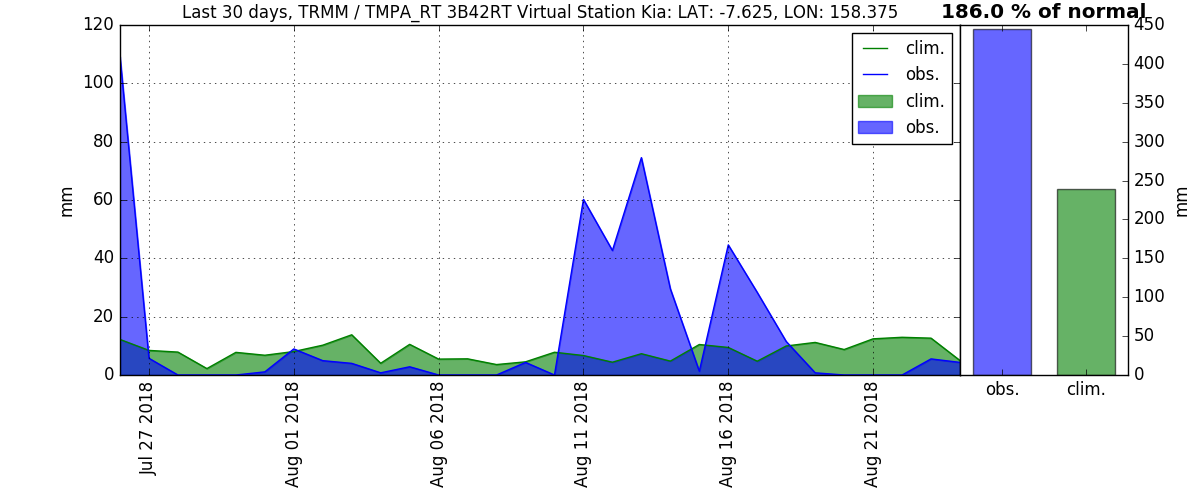 Last 30 days, TRMM / TMPA_RT 3B42RT Virtual Station Kia: LAT: -7.625, LON: 158.375
186.0 % of normal
120
100
80
60
40
20
0
mm
Jul 27 2018
Aug 01 2018
Aug 06 2018
Aug 11 2018
Aug 16 2018
Aug 21 2018
clim.
obs.
clim.
obs.
450
400
350
300
250
200
150
100
50
0
mm
obs.
clim.